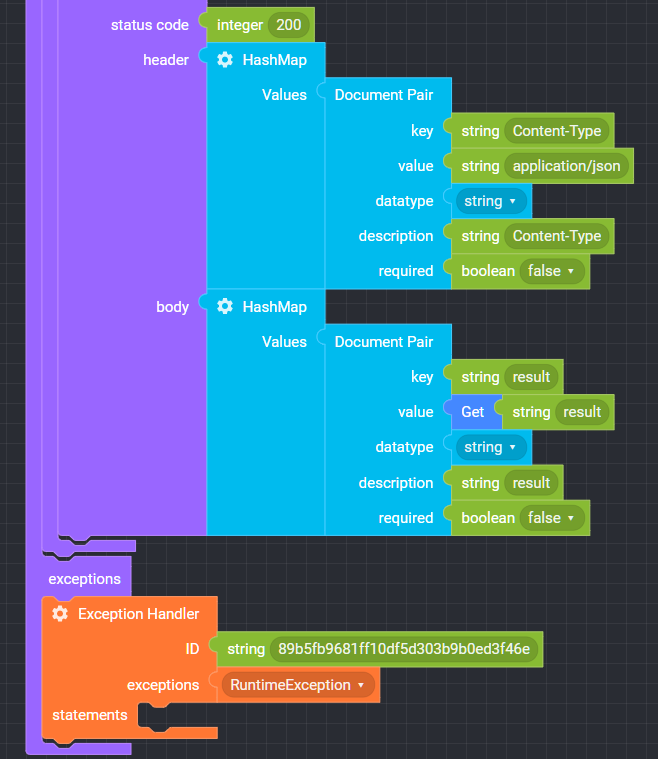 status code integer 200
header HashMap
Values Document Pair
key string Content-Type
value string application/json
datatype string
description string Content-Type
required boolean false
body HashMap
Values Document Pair
key string result
value Get string result
datatype string
description string result
required boolean false
exceptions
Exception Handler
ID string 89b5fb9681ff10df5d303b9b0ed3f46e
exceptions RuntimeException
statements